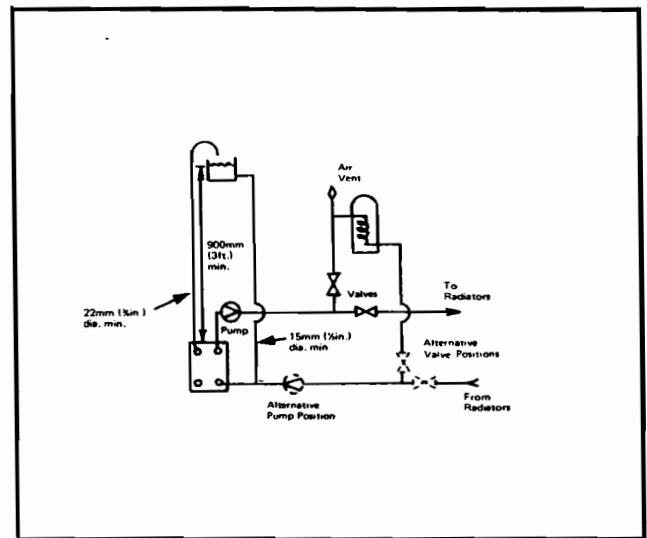 Air
Vent
900mm
(3ft.)
min.
To
Radiators
Valves
22mm (¾in)
dia. min.
Pump
15mm (½in.)
dia. min
Alternative
Valve Positions
Alternative
Pump Position
From
Radiators